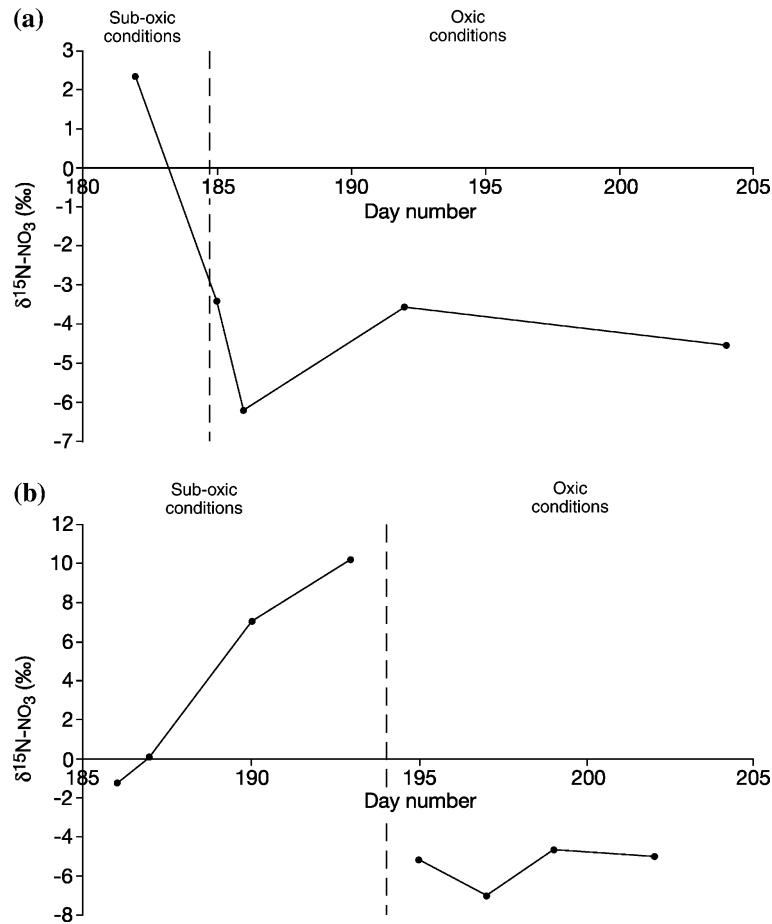 (a)
Sub-oxic
conditions
Oxic
conditions
3
2
1
0
-1
-2
-3
-4
-5
-6
-7
180
185
190
195
200
205
Day number
δ¹⁵N-NO₃ (‰)
(b)
Sub-oxic
conditions
Oxic
conditions
12
10
8
6
4
2
0
-2
-4
-6
-8
185
190
195
200
205
Day number
δ¹⁵N-NO₃ (‰)